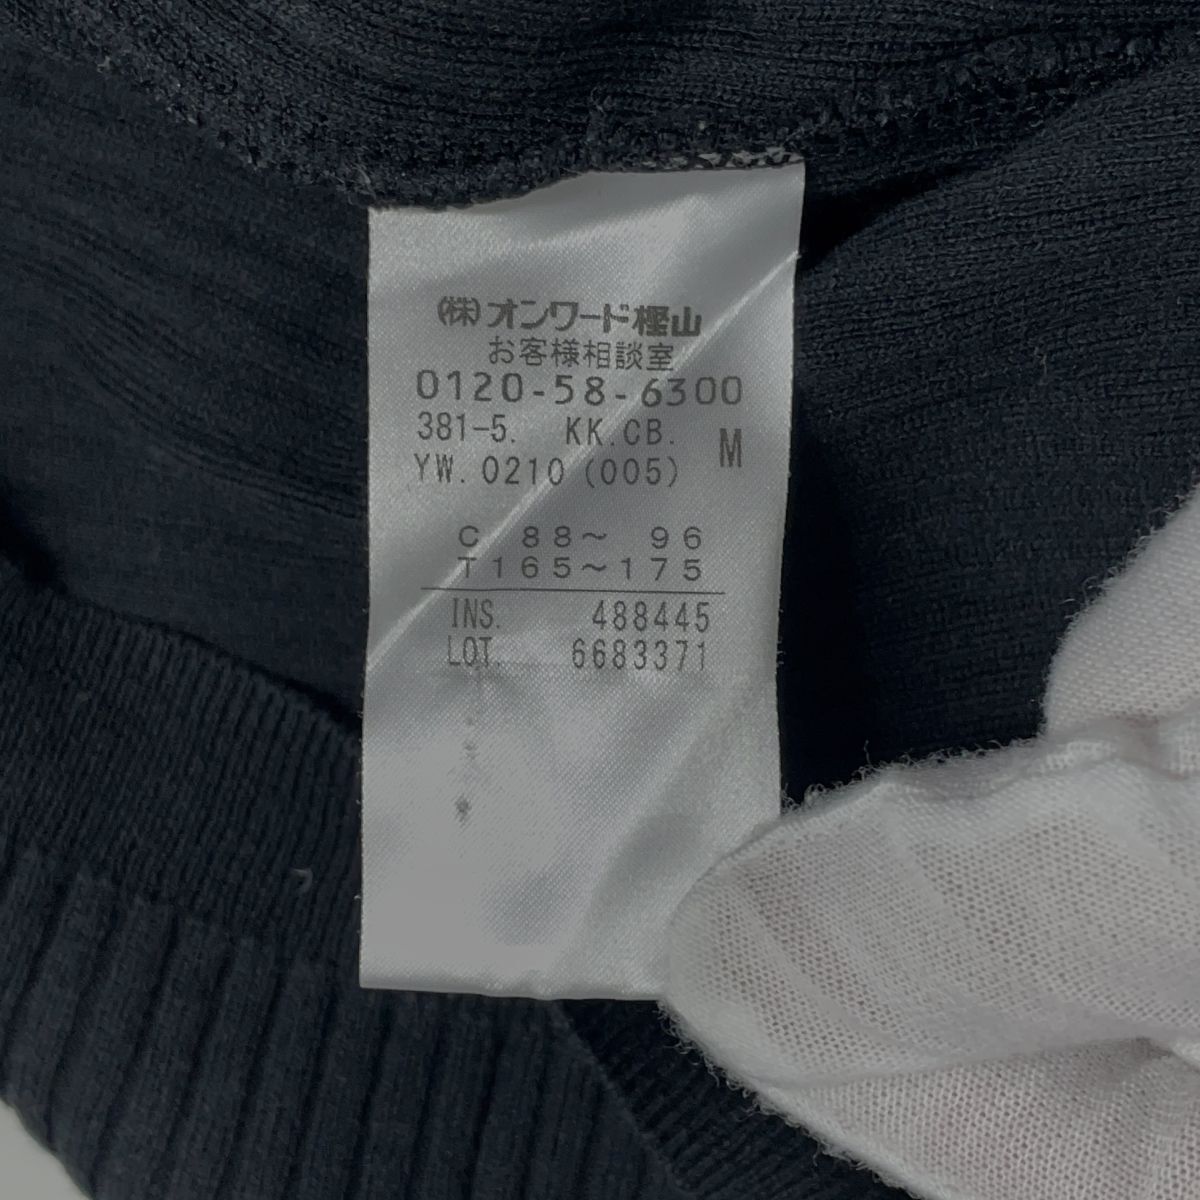 (株)オンワード樫山
お客様相談室
0120-58-6300
381-5. KK.CB. M
YW.0210(005)
C 88～ 96
T165～175
INS. 488445
LOT. 6683371